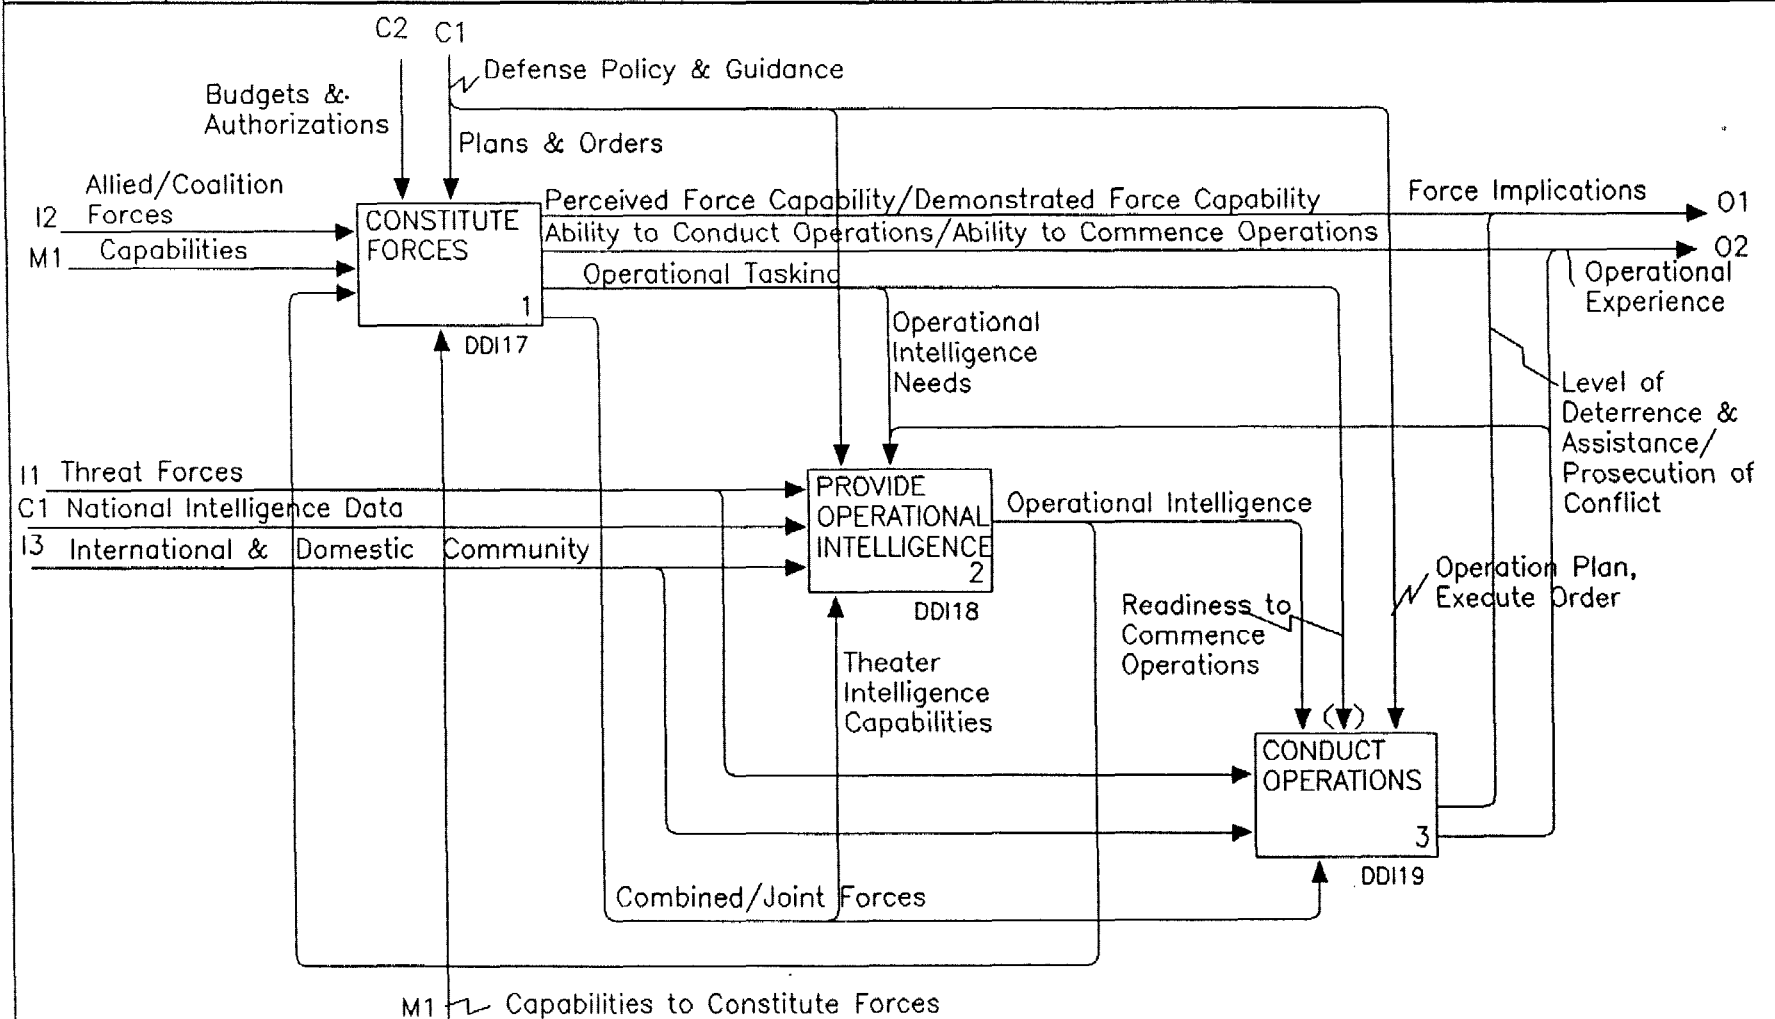 C2 C1
Defense Policy & Guidance
Budgets &
Authorizations
Plans & Orders
Allied/Coalition
Forces
I2
M1 Capabilities
CONSTITUTE
FORCES
1
DDI17
Perceived Force Capability/Demonstrated Force Capability
Force Implications
O1
Ability to Conduct Operations/Ability to Commence Operations
O2
Operational
Experience
Operational Tasking
Operational
Intelligence
Needs
Level of
Deterrence &
Assistance/
Prosecution of
Conflict
I1 Threat Forces
C1 National Intelligence Data
I3 International & Domestic Community
PROVIDE
OPERATIONAL
INTELLIGENCE
2
DDI18
Operational Intelligence
Operation Plan,
Execute Order
Readiness to
Commence
Operations
Theater
Intelligence
Capabilities
( )
CONDUCT
OPERATIONS
3
DDI19
Combined/Joint Forces
M1 Capabilities to Constitute Forces